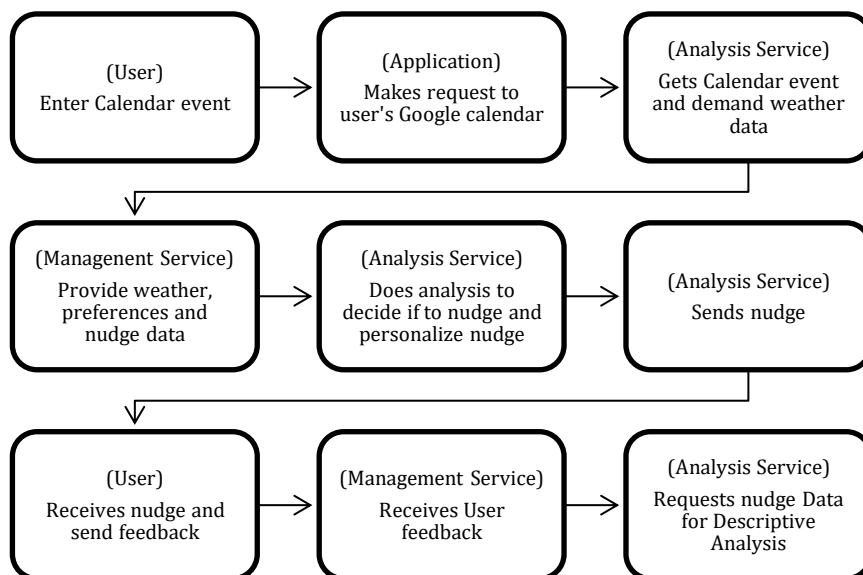 (User)
Enter Calendar event
(Application)
Makes request to
user's Google calendar
(Analysis Service)
Gets Calendar event
and demand weather
data
(Managenent Service)
Provide weather,
preferences and
nudge data
(Analysis Service)
Does analysis to
decide if to nudge and
personalize nudge
(Analysis Service)
Sends nudge
(User)
Receives nudge and
send feedback
(Management Service)
Receives User
feedback
(Analysis Service)
Requests nudge Data
for Descriptive
Analysis